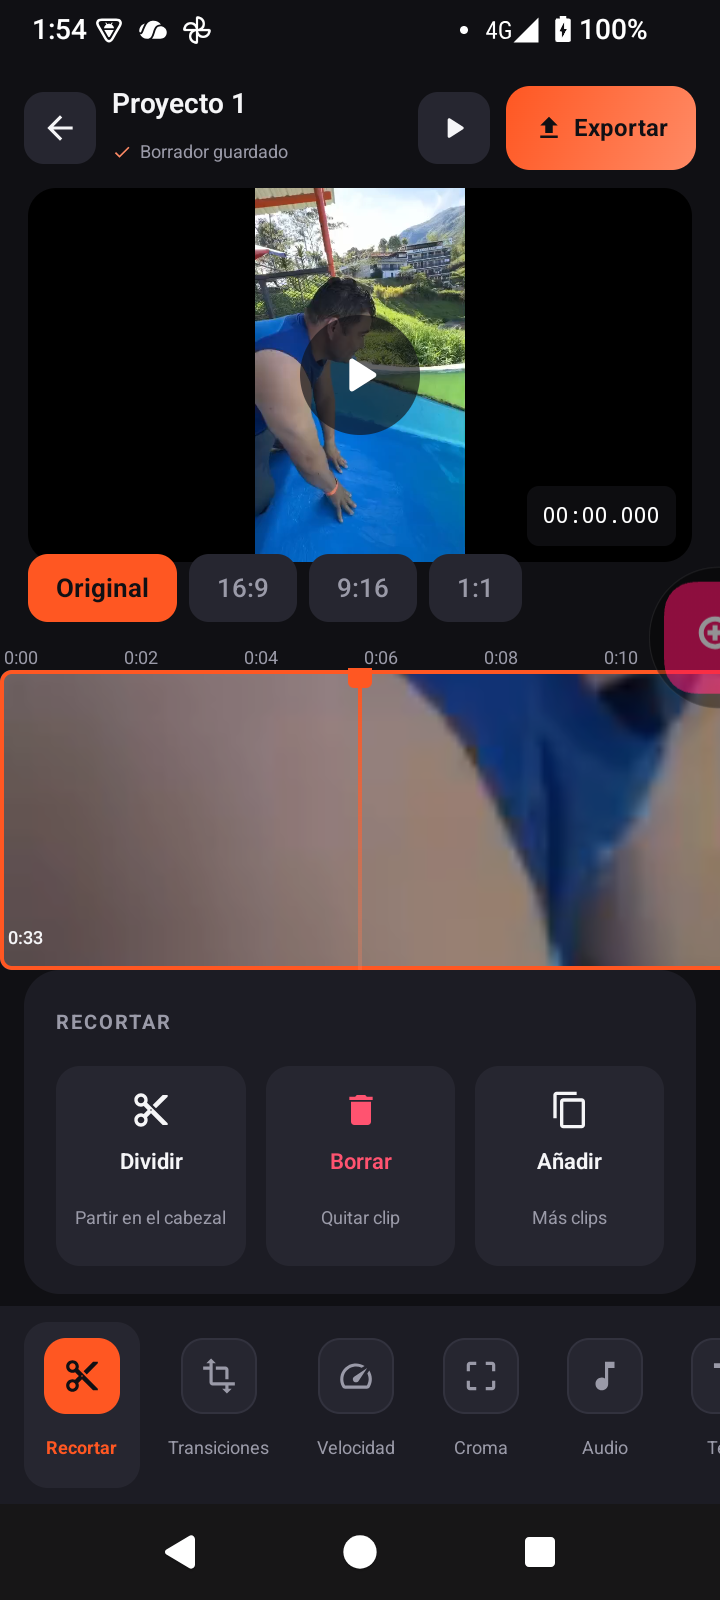 1:54
4G 100%
Proyecto 1
Borrador guardado
Exportar
00:00.000
Original 16:9 9:16 1:1
0:00 0:02 0:04 0:06 0:08 0:10
0:33
RECORTAR
Dividir Borrar Añadir
Partir en el cabezal Quitar clip Más clips
Recortar Transiciones Velocidad Croma Audio